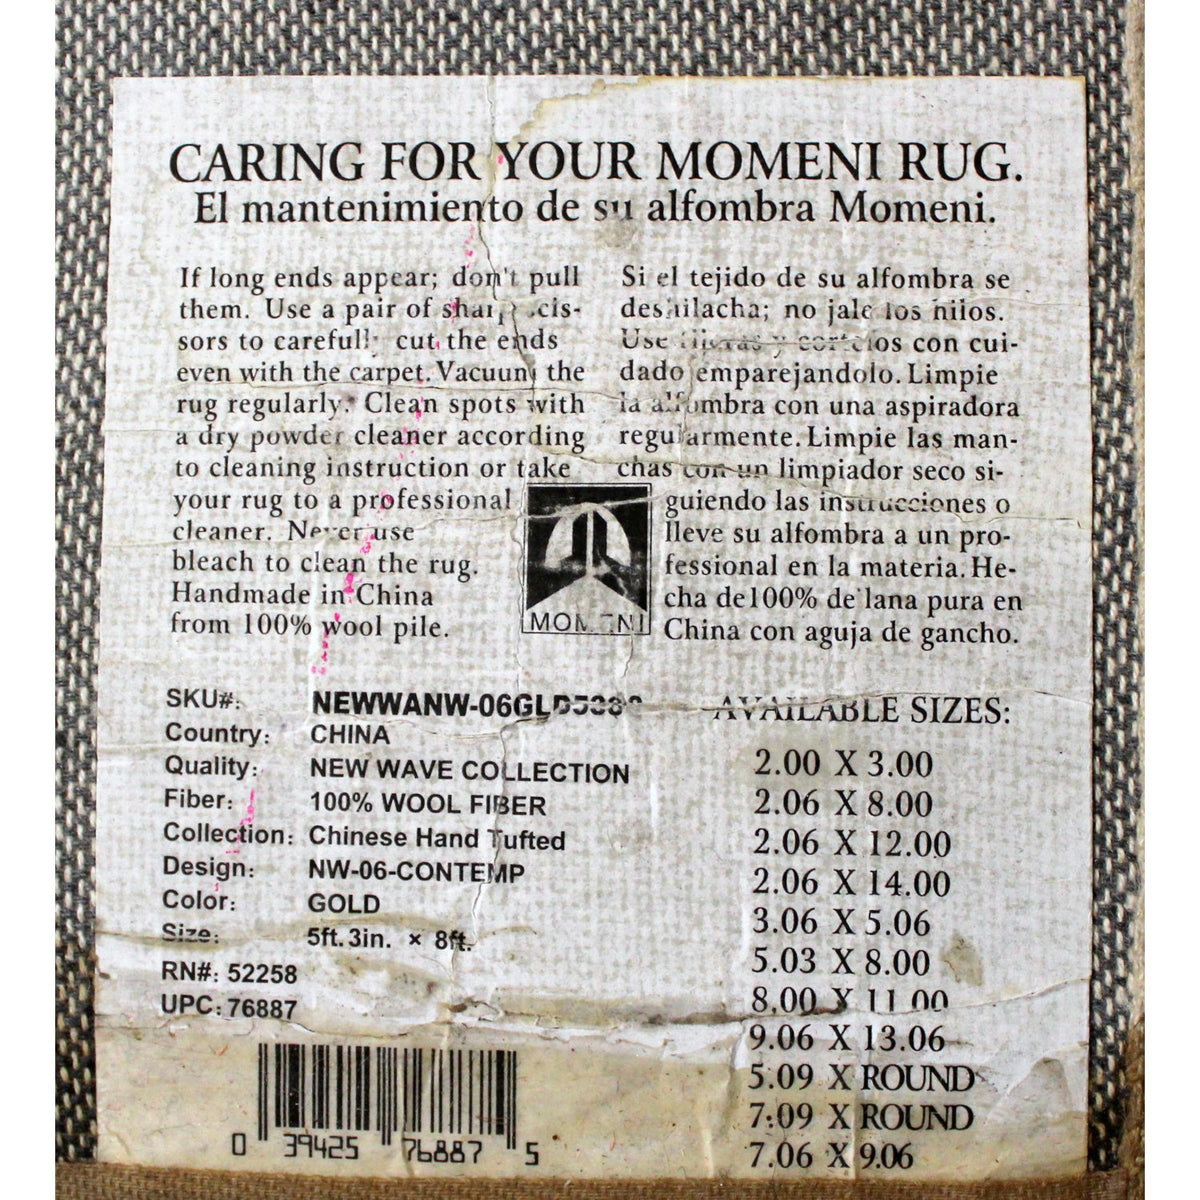 CARING FOR YOUR MOMENI RUG.
El mantenimiento de su alfombra Momeni.
If long ends appear; don't pull
them. Use a pair of sharp scis-
sors to carefully cut the ends
even with the carpet. Vacuum the
rug regularly. Clean spots with
a dry powder cleaner according
to cleaning instruction or take
your rug to a professional
cleaner. Never use
bleach to clean the rug.
Handmade in China
from 100% wool pile.
Si el tejido de su alfombra se
deshilacha; no jale los hilos.
Use tijeras y cortelos con cui-
dado emparejandolo. Limpie
la alfombra con una aspiradora
regularmente. Limpie las man-
chas con un limpiador seco si-
guiendo las instrucciones o
lleve su alfombra a un pro-
fessional en la materia. He-
cha de 100% de lana pura en
China con aguja de gancho.
MOMENI
SKU#: 
Country: CHINA
Quality: NEW WAVE COLLECTION
Fiber: 100% WOOL FIBER
Collection: Chinese Hand Tufted
Design: NW-06-CONTEMP
Color: GOLD
Size: 5ft. 3in. × 8ft.
RN#: 52258
UPC: 76887
0 39425 76887 5
AVAILABLE SIZES:
2.00 X 3.00
2.06 X 8.00
2.06 X 12.00
2.06 X 14.00
3.06 X 5.06
5.03 X 8.00
8.00 X 11.00
9.06 X 13.06
5.09 X ROUND
7.09 X ROUND
7.06 X 9.06